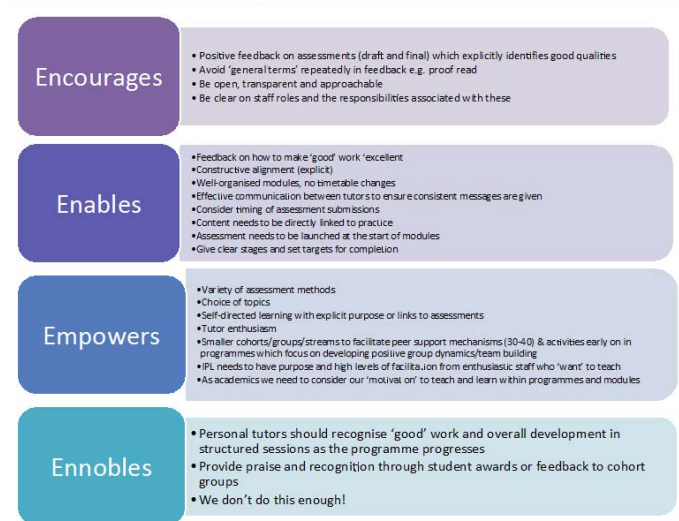 Encourages
• Positive feedback on assessments (draft and final) which explicitly identifies good qualities
• Avoid ‘general terms’ repeatedly in feedback e.g. proof read
• Be open, transparent and approachable
• Be clear on staff roles and the responsibilities associated with these
Enables
•Feedback on how to make ‘good’ work ‘excellent
•Constructive alignment (explicit)
•Well-organised modules, no timetable changes
•Effective communication between tutors to ensure consistent messages are given
•Consider timing of assessment submissions
•Content needs to be directly linked to practice
•Assessment needs to be launched at the start of modules
•Give clear stages and set targets for completion
Empowers
•Variety of assessment methods
•Choice of topics
•Self-directed learning with explicit purpose or links to assessments
•Tutor enthusiasm
•Smaller cohorts/groups/streams to facilitate peer support mechanisms (30-40) & activities early on in
programmes which focus on developing positive group dynamics/team building
•IPL needs to have purpose and high levels of facilitation from enthusiastic staff who ‘want’ to teach
•As academics we need to consider our ‘motivation’ to teach and learn within programmes and modules
Ennobles
• Personal tutors should recognise ‘good’ work and overall development in
structured sessions as the programme progresses
• Provide praise and recognition through student awards or feedback to cohort
groups
• We don’t do this enough!